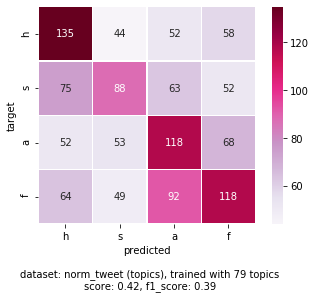 h 135 44 52 58
s 75 88 63 52
a 52 53 118 68
f 64 49 92 118
h s a f
target
predicted
120
100
80
60
dataset: norm_tweet (topics), trained with 79 topics
score: 0.42, f1_score: 0.39